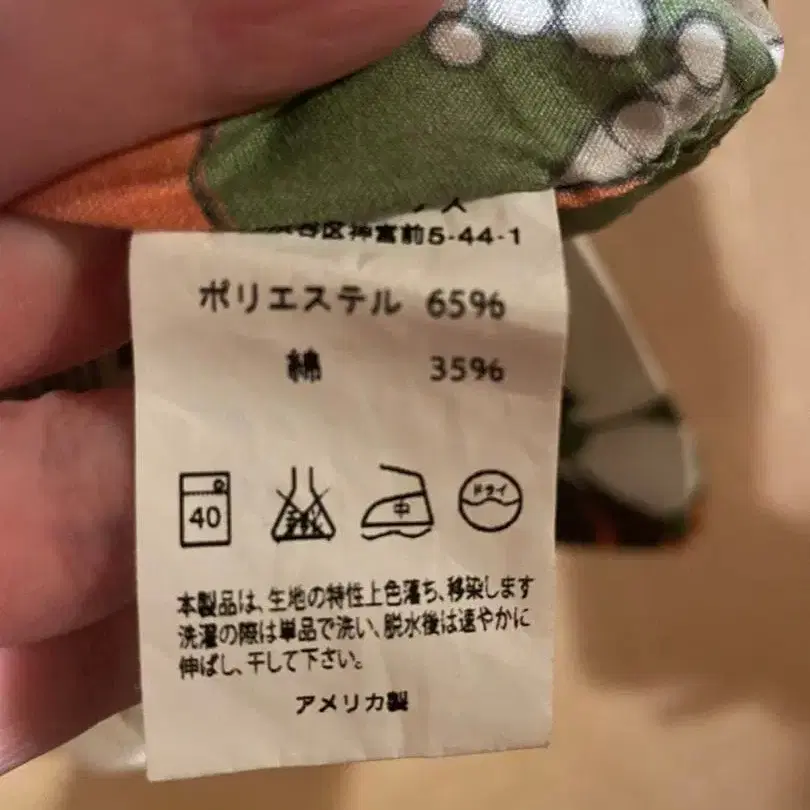 渋谷区神宮前5-44-1
ポリエステル 65%
綿 35%
40 中 ドライ
本製品は、生地の特性上色落ち、移染します
洗濯の際は単品で洗い、脱水後は速やかに
伸ばし、干して下さい。
アメリカ製